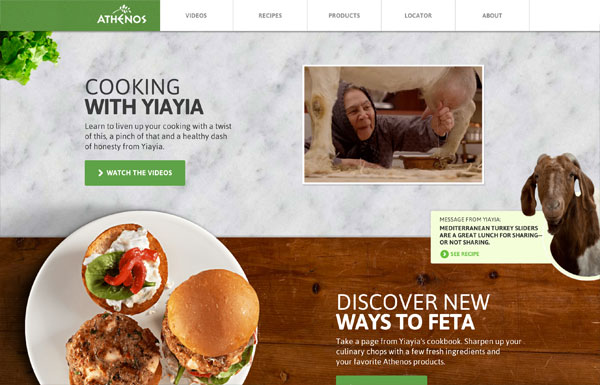 ATHENOS
VIDEOS
RECIPES
PRODUCTS
LOCATOR
ABOUT
COOKING
WITH YIAYIA
Learn to liven up your cooking with a twist
of this, a pinch of that and a healthy dash
of honesty from Yiayia.
WATCH THE VIDEOS
MESSAGE FROM YIAYIA:
MEDITERRANEAN TURKEY SLIDERS
ARE A GREAT LUNCH FOR SHARING—
OR NOT SHARING.
SEE RECIPE
DISCOVER NEW
WAYS TO FETA
Take a page from Yiayia's cookbook. Sharpen up your
culinary chops with a few fresh ingredients and
your favorite Athenos products.